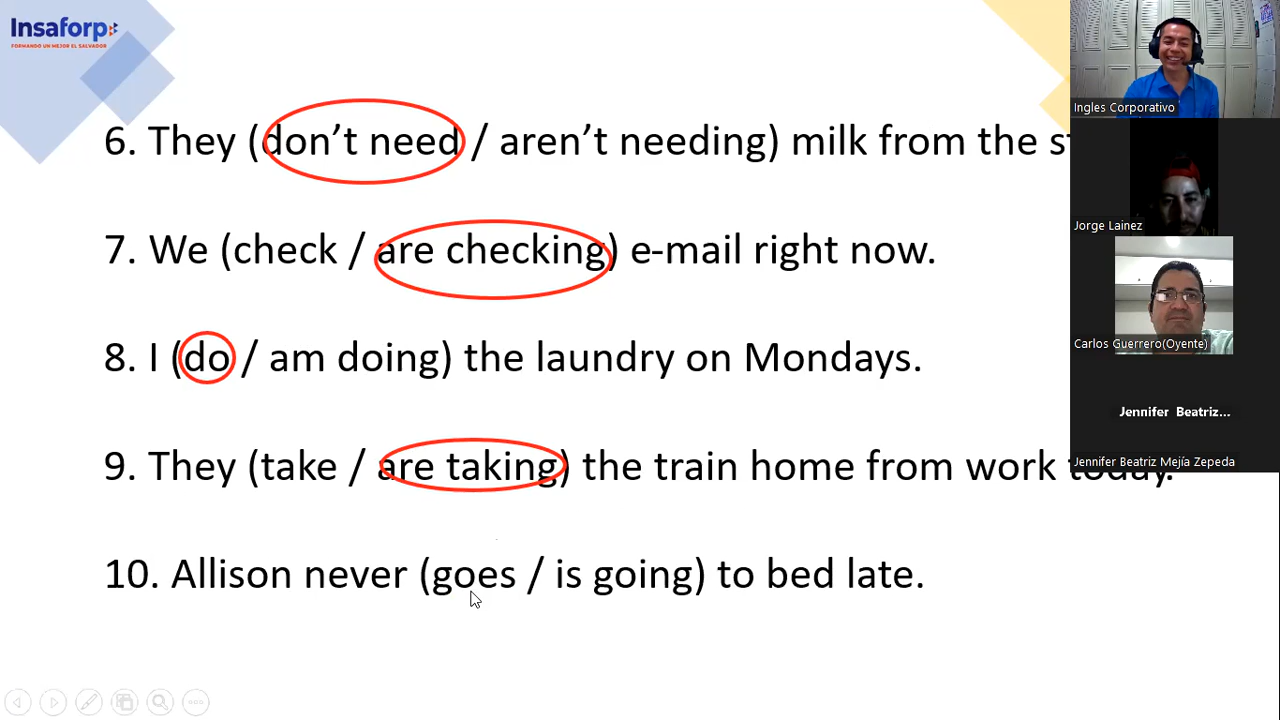 Insaforp
FORMANDO UN MEJOR EL SALVADOR
6. They (don't need / aren't needing) milk from the
7. We (check / are checking) e-mail right now.
8. I (do / am doing) the laundry on Mondays.
9. They (take / are taking) the train home from work today.
10. Allison never (goes / is going) to bed late.
Ingles Corporativo
Jorge Lainez
Carlos Guerrero(Oyente)
Jennifer Beatriz...
Jennifer Beatriz Mejía Zepeda